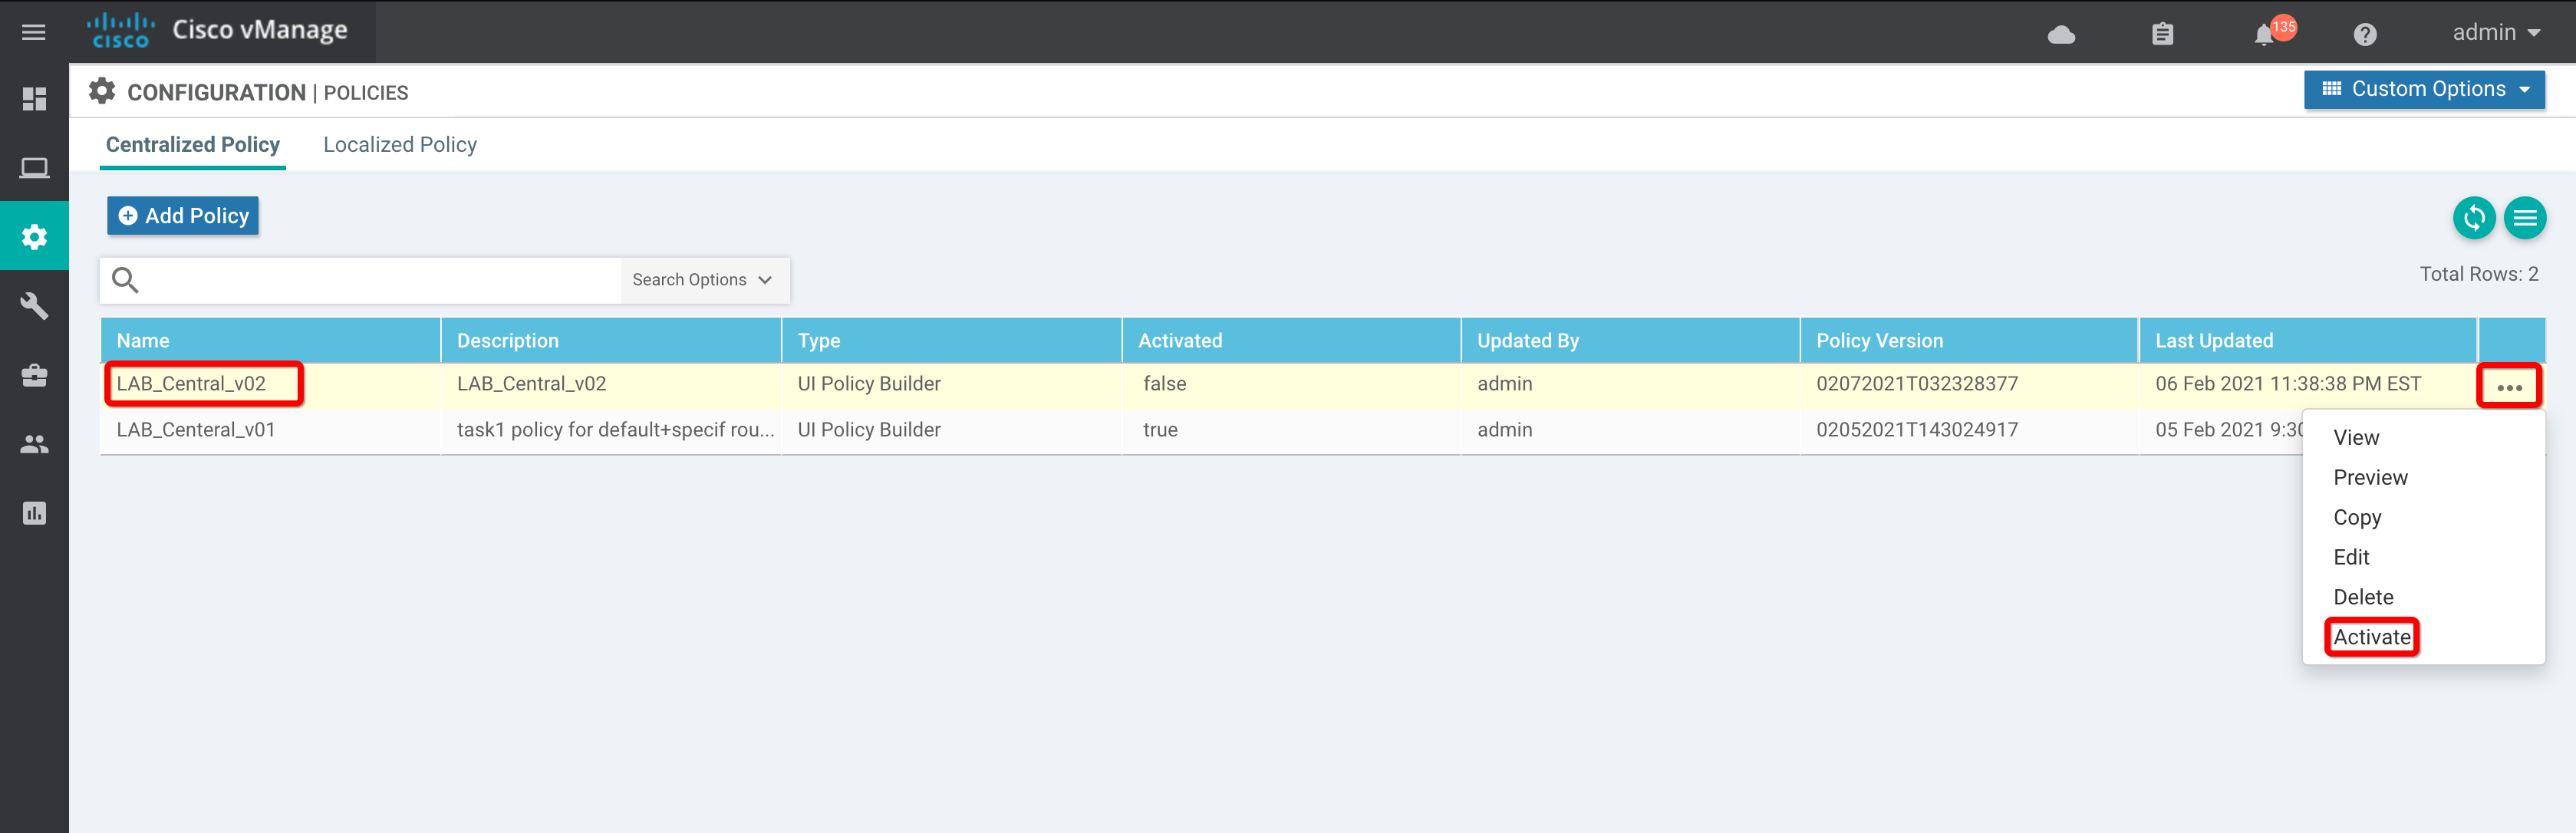 CISCO Cisco vManage 135 admin
CONFIGURATION | POLICIES Custom Options
Centralized Policy Localized Policy
Add Policy
Search Options
Total Rows: 2
Name Description Type Activated Updated By Policy Version Last Updated
LAB_Central_v02 LAB_Central_v02 UI Policy Builder false admin 02072021T032328377 06 Feb 2021 11:38:38 PM EST
LAB_Centeral_v01 task1 policy for default+specif rou... UI Policy Builder true admin 02052021T143024917 05 Feb 2021 9:30
View
Preview
Copy
Edit
Delete
Activate